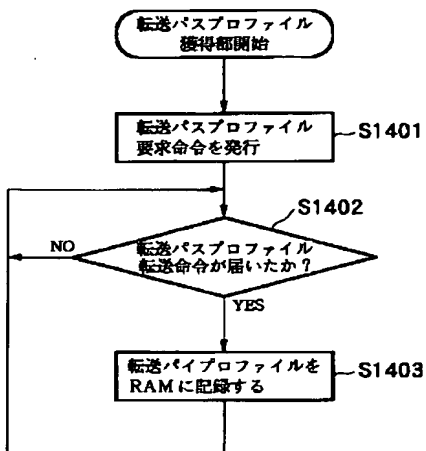 転送パスプロファイル
獲得部開始
転送パスプロファイル
要求命令を発行
S1401
S1402
転送パスプロファイル
転送命令が届いたか？
NO
YES
転送パイプロファイルを
RAMに記録する
S1403